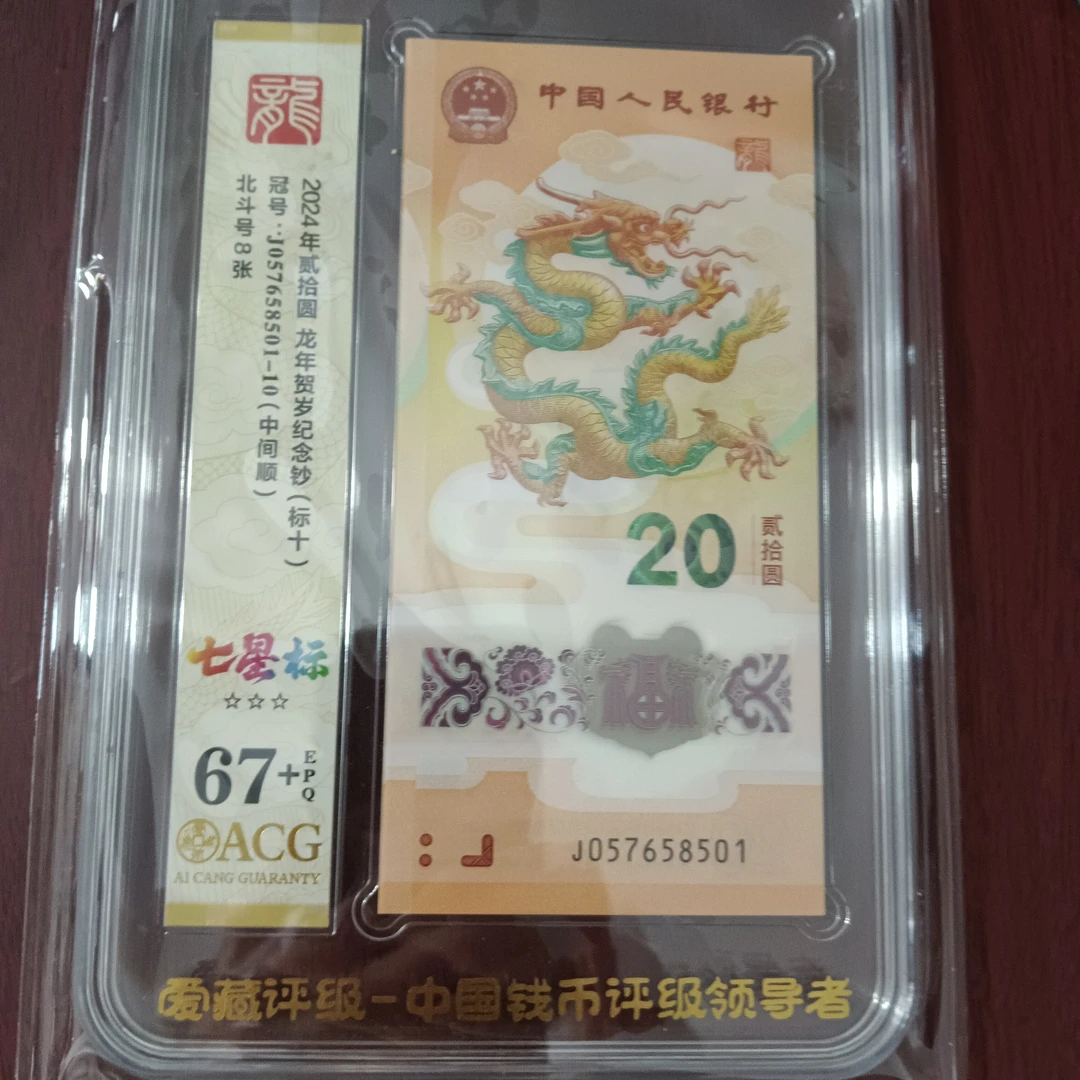 龍
2024年贰拾圆 龙年贺岁纪念钞(标十)
冠号:J057658501-10(中间顺)
北斗号8张
七星标
☆☆☆
67+EPQ
ACG
AI CANG GUARANTY
中国人民银行
龍
20
贰拾圆
J057658501
爱藏评级-中国钱币评级领导者